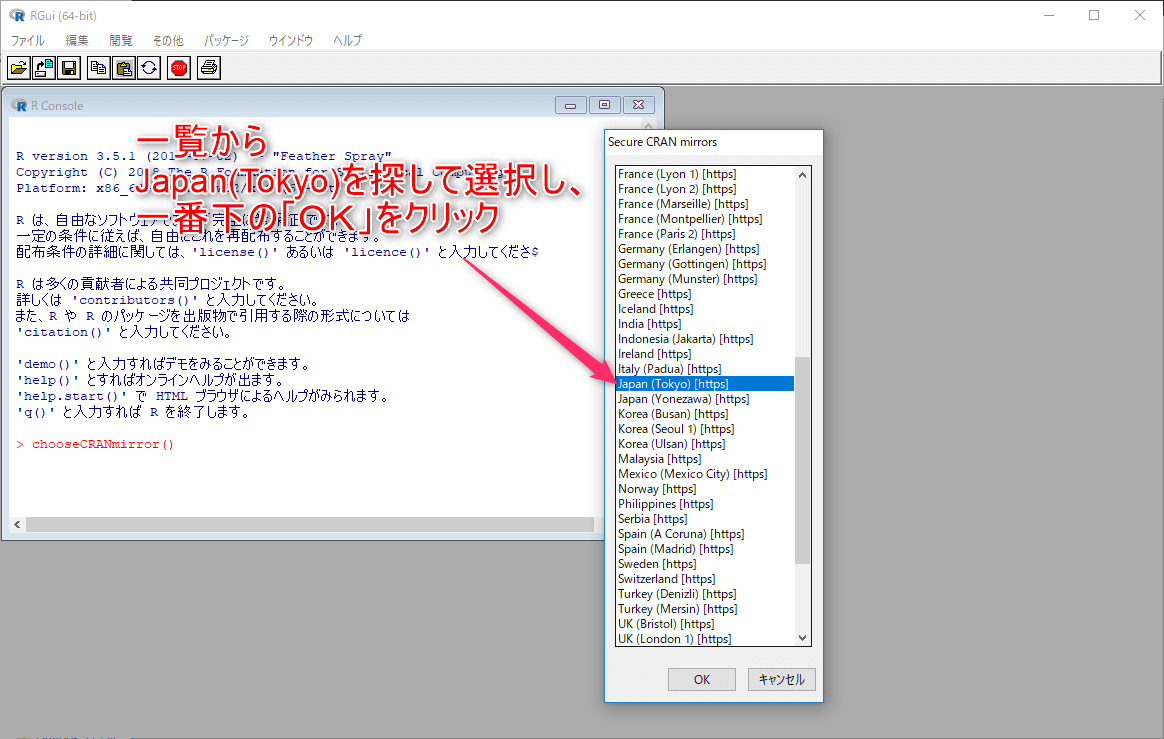 RGui (64-bit)
ファイル 編集 閲覧 その他 パッケージ ウインドウ ヘルプ
STOP
R Console
一覧から
Japan(Tokyo)を探して選択し、
一番下の「OK」をクリック
R version 3.5.1 "Feather Spray"
Copyright (C)
Platform:
R は、自由なソフトウェア
一定の条件に従えば、自由にこれを再配布することができます。
配布条件の詳細に関しては、'license()' あるいは 'licence()' と入力してくださ$
R は多くの貢献者による共同プロジェクトです。
詳しくは 'contributors()' と入力してください。
また、R や R のパッケージを出版物で引用する際の形式については
'citation()' と入力してください。
'demo()' と入力すればデモをみることができます。
'help()' とすればオンラインヘルプが出ます。
'help.start()' で HTML ブラウザによるヘルプがみられます。
'q()' と入力すれば R を終了します。
> chooseCRANmirror()
Secure CRAN mirrors
France (Lyon 1) [https]
France (Lyon 2) [https]
France (Marseille) [https]
France (Montpellier) [https]
France (Paris 2) [https]
Germany (Erlangen) [https]
Germany (Gottingen) [https]
Germany (Munster) [https]
Greece [https]
Iceland [https]
India [https]
Indonesia (Jakarta) [https]
Ireland [https]
Italy (Padua) [https]
Japan (Tokyo) [https]
Japan (Yonezawa) [https]
Korea (Busan) [https]
Korea (Seoul 1) [https]
Korea (Ulsan) [https]
Malaysia [https]
Mexico (Mexico City) [https]
Norway [https]
Philippines [https]
Serbia [https]
Spain (A Coruna) [https]
Spain (Madrid) [https]
Sweden [https]
Switzerland [https]
Turkey (Denizli) [https]
Turkey (Mersin) [https]
UK (Bristol) [https]
UK (London 1) [https]
OK キャンセル